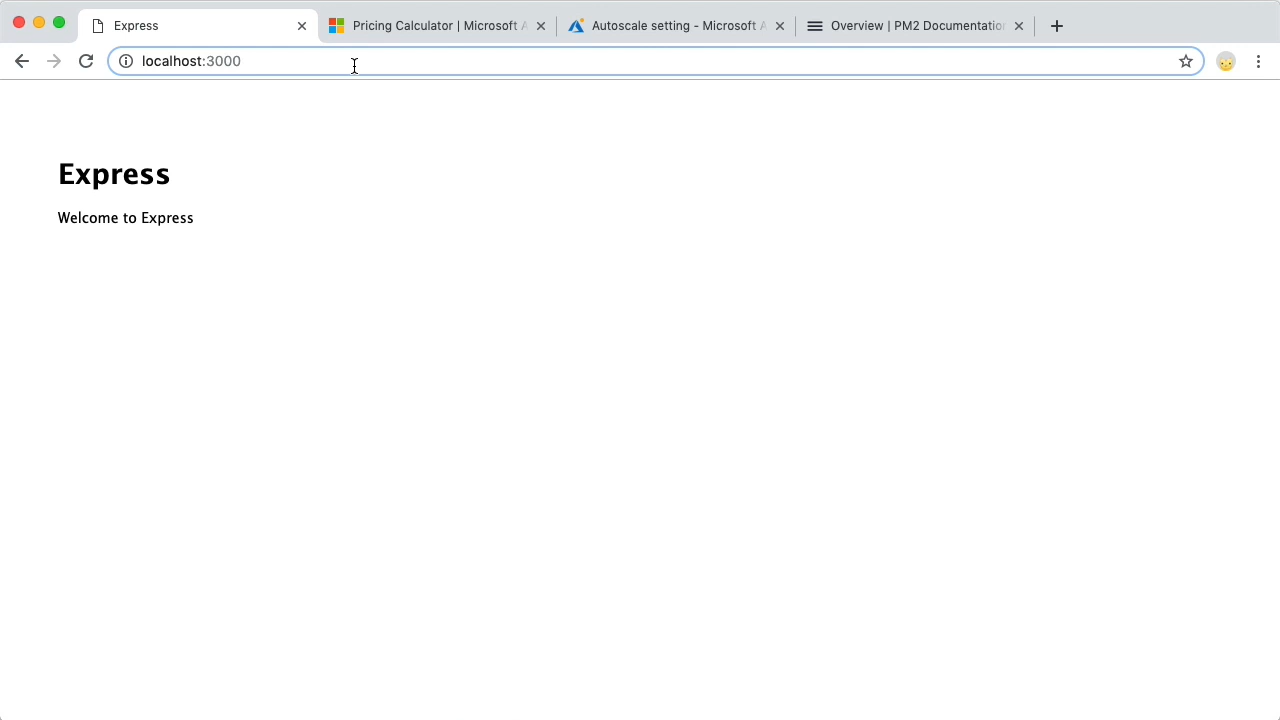 Express
Pricing Calculator | Microsoft A
Autoscale setting - Microsoft A
Overview | PM2 Documentation
localhost:3000
Express
Welcome to Express